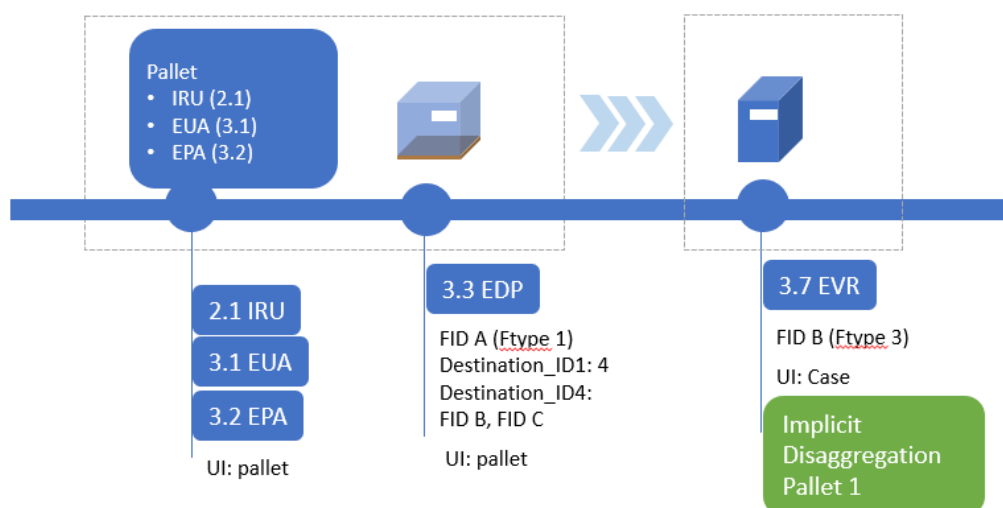 Pallet
• IRU (2.1)
• EUA (3.1)
• EPA (3.2)
2.1 IRU
3.1 EUA
3.2 EPA
UI: pallet
3.3 EDP
FID A (Ftype 1)
Destination_ID1: 4
Destination_ID4:
FID B, FID C
UI: pallet
3.7 EVR
FID B (Ftype 3)
UI: Case
Implicit
Disaggregation
Pallet 1